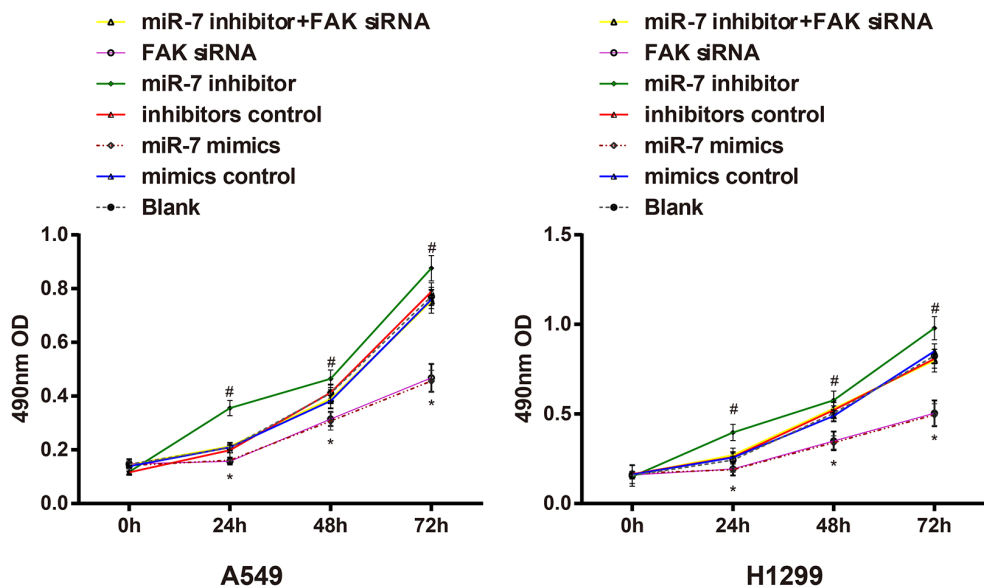 miR-7 inhibitor+FAK siRNA
FAK siRNA
miR-7 inhibitor
inhibitors control
miR-7 mimics
mimics control
Blank
1.0
0.8
0.6
0.4
0.2
0.0
490nm OD
#
#
#
*
*
*
0h
24h
48h
72h
A549
miR-7 inhibitor+FAK siRNA
FAK siRNA
miR-7 inhibitor
inhibitors control
miR-7 mimics
mimics control
Blank
1.5
1.0
0.5
0.0
490nm OD
#
#
#
*
*
*
0h
24h
48h
72h
H1299